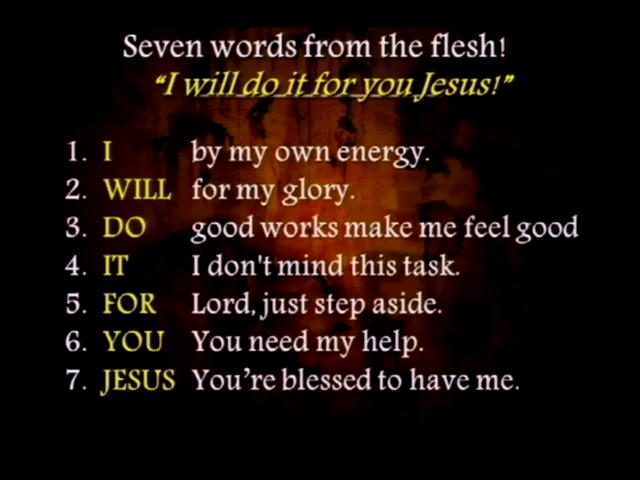 Seven words from the flesh!
“I will do it for you Jesus!”
1. I by my own energy.
2. WILL for my glory.
3. DO good works make me feel good
4. IT I don't mind this task.
5. FOR Lord, just step aside.
6. YOU You need my help.
7. JESUS You’re blessed to have me.